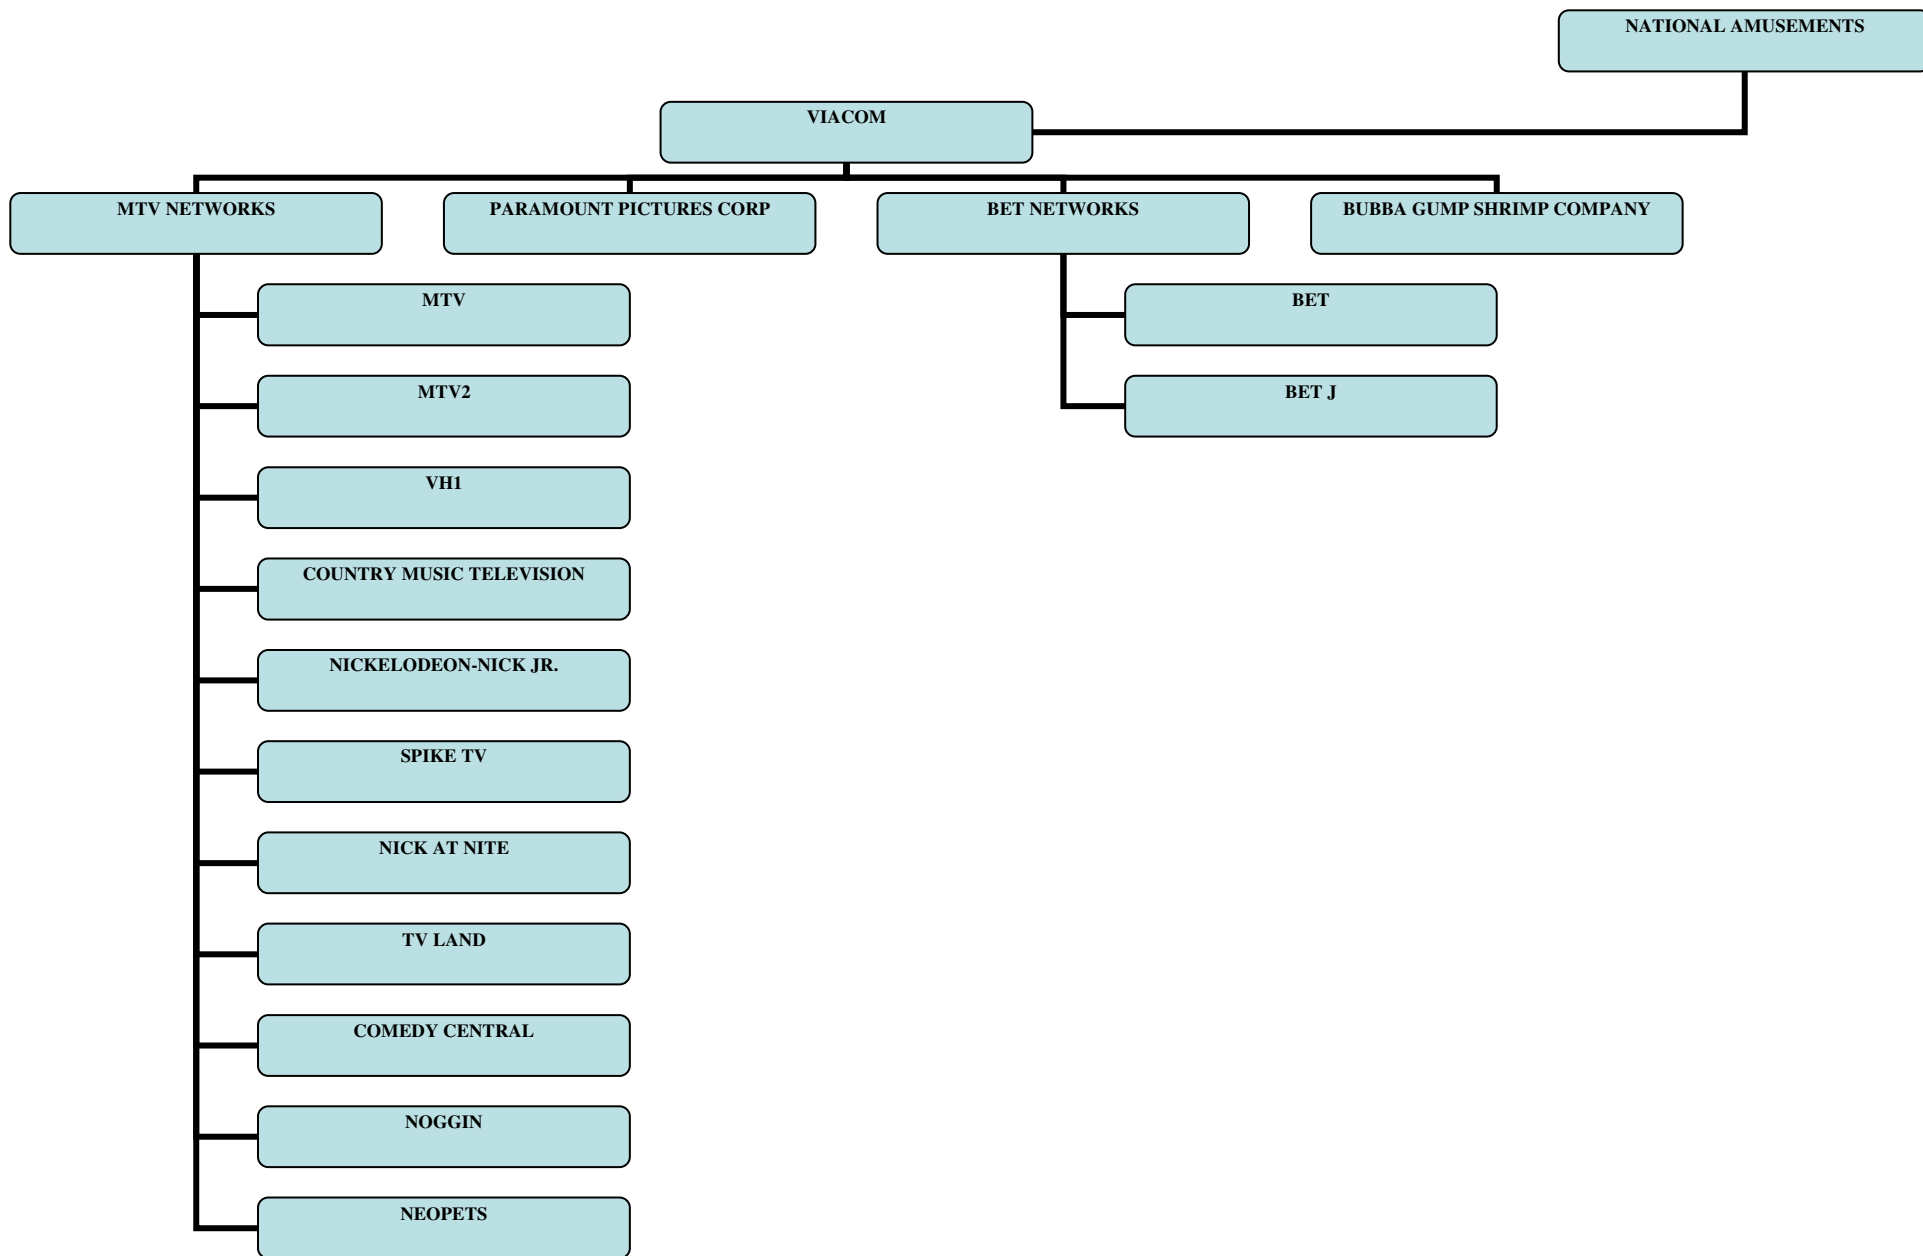 NATIONAL AMUSEMENTS
VIACOM
MTV NETWORKS
PARAMOUNT PICTURES CORP
BET NETWORKS
BUBBA GUMP SHRIMP COMPANY
MTV
BET
MTV2
BET J
VH1
COUNTRY MUSIC TELEVISION
NICKELODEON-NICK JR.
SPIKE TV
NICK AT NITE
TV LAND
COMEDY CENTRAL
NOGGIN
NEOPETS